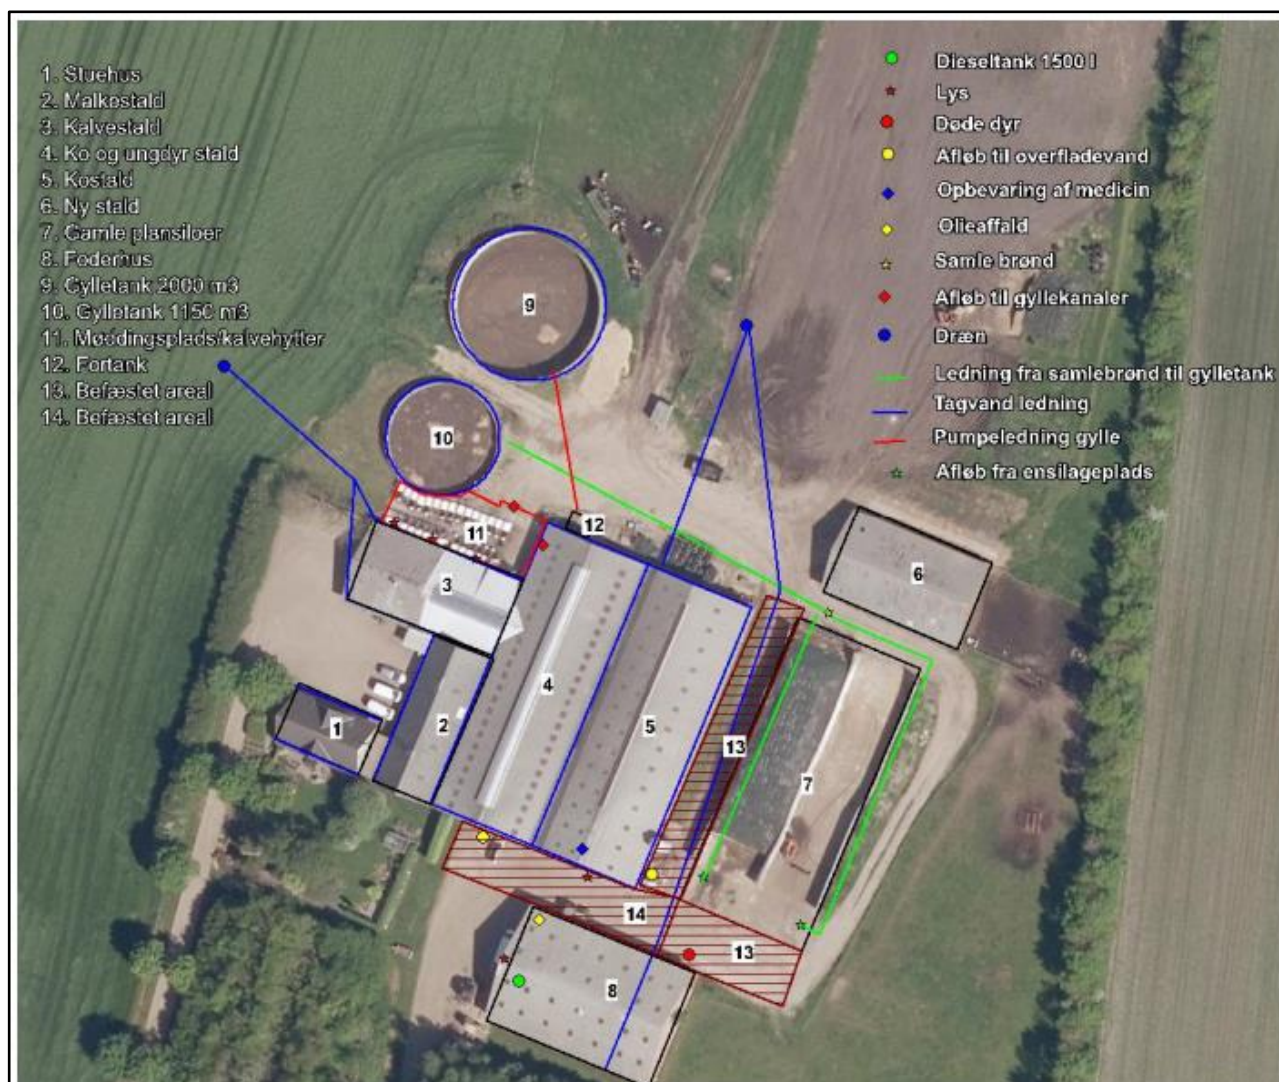 1. Stuehus
2. Malkestald
3. Kalvestald
4. Ko og ungdyr stald
5. Kostald
6. Ny stald
7. Gamle plansiloer
8. Foderhus
9. Gylletank 2000 m3
10. Gylletank 1150 m3
11. Møddingsplads/kalvehytter
12. Fortank
13. Befæstet areal
14. Befæstet areal
Dieseltank 1500 l
Lys
Døde dyr
Afløb til overfladevand
Opbevaring af medicin
Olieaffald
Samle brønd
Afløb til gyllekanaler
Dræn
Ledning fra samlebrønd til gylletank
Tagvand ledning
Pumpeledning gylle
Afløb fra ensilageplads
9
10
12
11
6
3
4
5
2
1
13
7
14
13
8